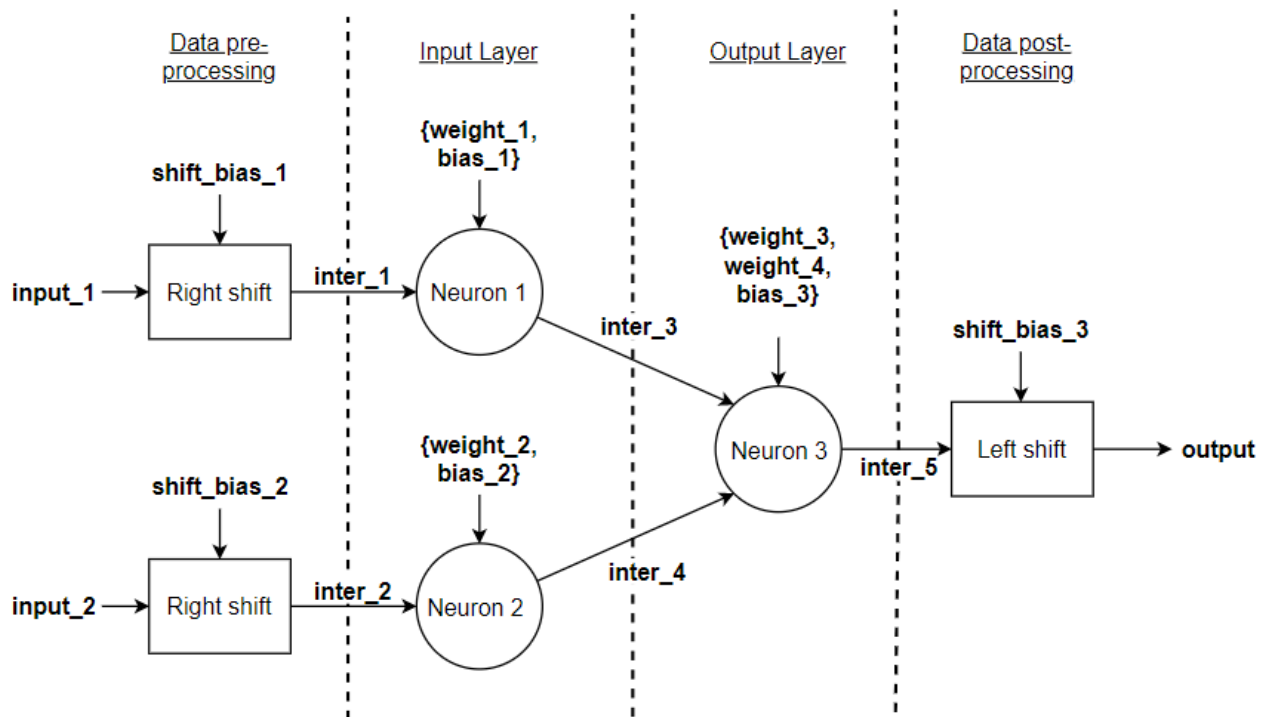 Data pre-
processing
Input Layer
Output Layer
Data post-
processing
{weight_1,
bias_1}
shift_bias_1
{weight_3,
weight_4,
bias_3}
input_1
Right shift
inter_1
Neuron 1
inter_3
shift_bias_3
{weight_2,
bias_2}
Neuron 3
inter_5
Left shift
output
shift_bias_2
inter_4
input_2
Right shift
inter_2
Neuron 2